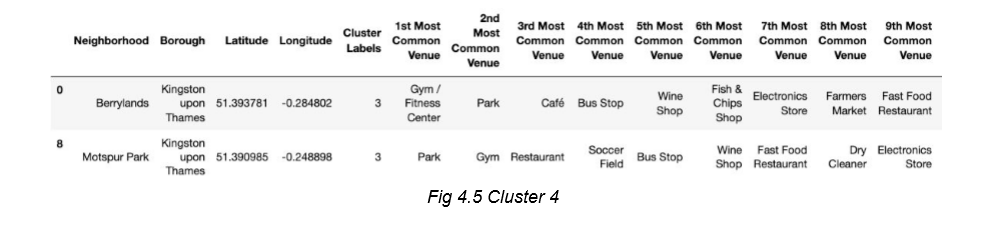 Neighborhood Borough Latitude Longitude Cluster Labels 1st Most Common Venue 2nd Most Common Venue 3rd Most Common Venue 4th Most Common Venue 5th Most Common Venue 6th Most Common Venue 7th Most Common Venue 8th Most Common Venue 9th Most Common Venue
0 Berrylands Kingston upon Thames 51.393781 -0.284802 3 Gym / Fitness Center Park Café Bus Stop Wine Shop Fish & Chips Shop Electronics Store Farmers Market Fast Food Restaurant
8 Motspur Park Kingston upon Thames 51.390985 -0.248898 3 Park Gym Restaurant Soccer Field Bus Stop Wine Shop Fast Food Restaurant Dry Cleaner Electronics Store
Fig 4.5 Cluster 4